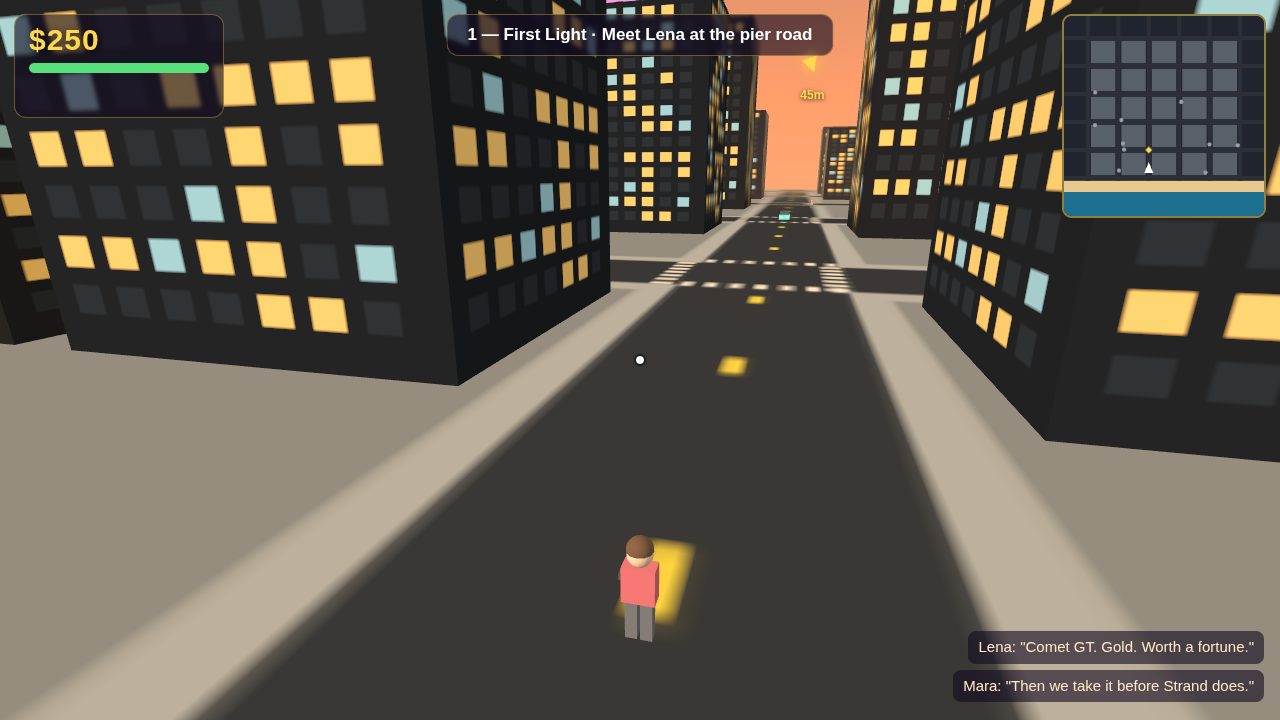 $250
1 — First Light · Meet Lena at the pier road
45m
Lena: "Comet GT. Gold. Worth a fortune."
Mara: "Then we take it before Strand does."